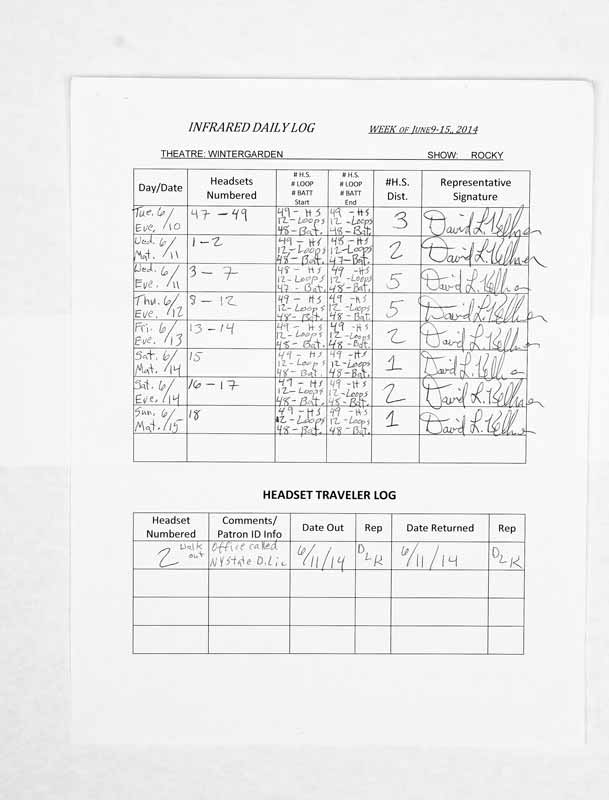 INFRARED DAILY LOG WEEK OF JUNE9-15, 2014
THEATRE: WINTERGARDEN SHOW: ROCKY
Day/Date Headsets Numbered # H.S. # LOOP # BATT Start # H.S. # LOOP # BATT End #H.S. Dist. Representative Signature
Tue. 6/ 47-49 49-HS 49-HS 3 David L. Kellner
Eve. /10 12-Loops 12-Loops
48-Bat. 48-Bat.
Wed. 6/ 1-2 49-HS 48-HS 2 David L. Kellner
Mat. /11 12-Loops 12-Loops
48-Bat. 47-Bat.
Wed. 6/ 3-7 48-HS 49-HS 5 David L. Kellner
Eve. /11 12-Loops 12-Loops
47-Bat. 48-Bat.
Thu. 6/ 8-12 49-HS 49-HS 5 David L. Kellner
Eve. /12 12-Loops 12-Loops
48-Bat. 48-Bat.
Fri. 6/ 13-14 49-HS 49-HS 2 David L. Kellner
Eve. /13 12-Loops 12-Loops
48-Bat. 48-Bat.
Sat. 6/ 15 49-HS 49-HS 1 David L. Kellner
Mat. /14 12-Loops 12-Loops
48-Bat. 48-Bat.
Sat. 6/ 16-17 49-HS 49-HS 2 David L. Kellner
Eve. /14 12-Loops 12-Loops
48-Bat. 48-Bat.
Sun. 6/ 18 49-HS 49-HS 1 David L. Kellner
Mat. /15 12-Loops 12-Loops
48-Bat. 48-Bat.
HEADSET TRAVELER LOG
Headset Numbered Comments/ Patron ID Info Date Out Rep Date Returned Rep
2 walk out Office called 6/11/14 DLK 6/11/14 DLK
NYState D.Lic